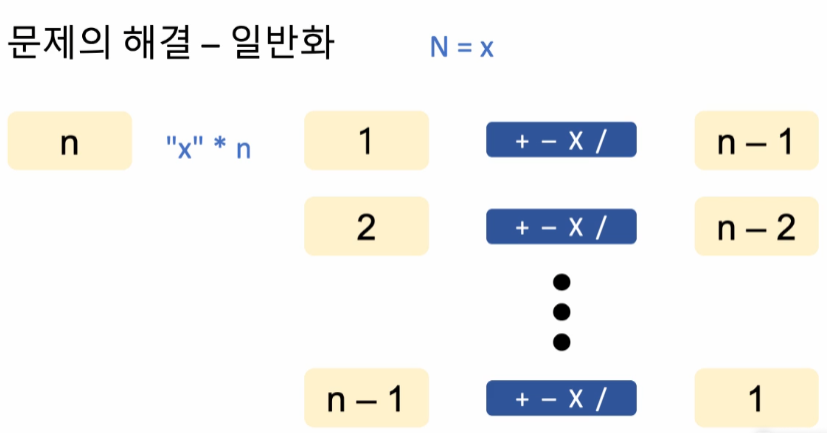 문제의 해결 – 일반화 N = x
n "x" * n 1 + – X / n – 1
2 + – X / n – 2
n – 1 + – X / 1